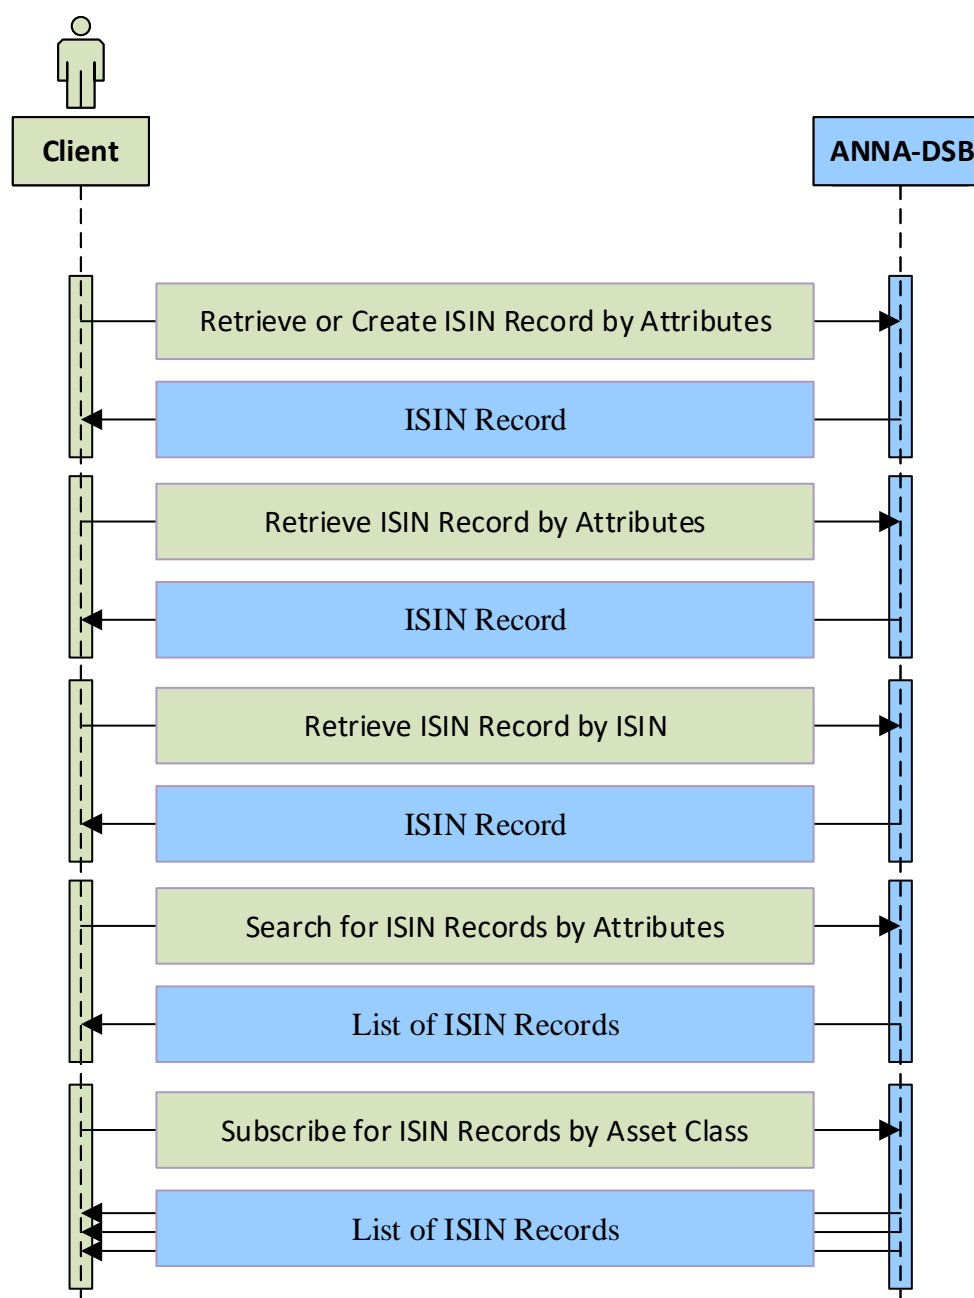 Client
ANNA-DSB
Retrieve or Create ISIN Record by Attributes
ISIN Record
Retrieve ISIN Record by Attributes
ISIN Record
Retrieve ISIN Record by ISIN
ISIN Record
Search for ISIN Records by Attributes
List of ISIN Records
Subscribe for ISIN Records by Asset Class
List of ISIN Records